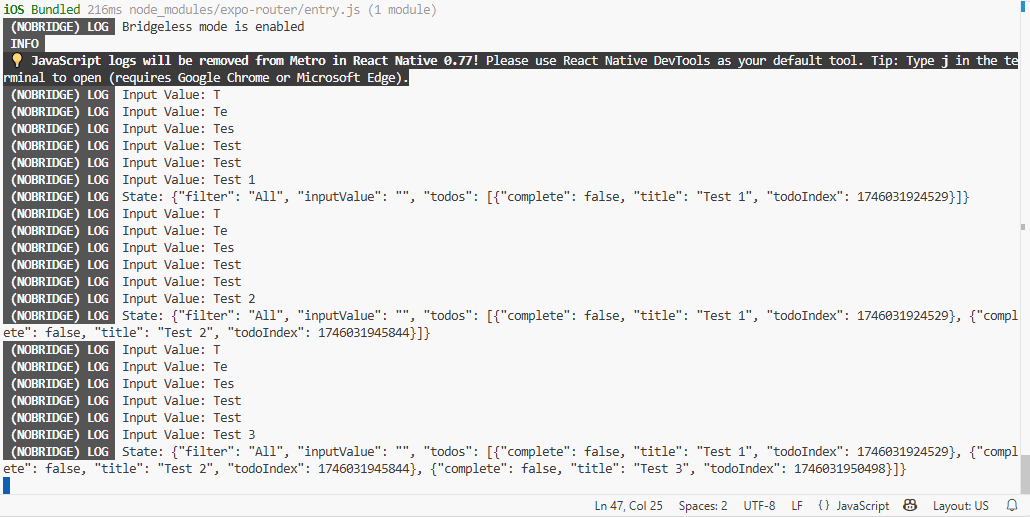 iOS Bundled 216ms node_modules/expo-router/entry.js (1 module)
(NOBRIDGE) LOG Bridgeless mode is enabled
INFO
💡 JavaScript logs will be removed from Metro in React Native 0.77! Please use React Native DevTools as your default tool. Tip: Type j in the te
rminal to open (requires Google Chrome or Microsoft Edge).
(NOBRIDGE) LOG Input Value: T
(NOBRIDGE) LOG Input Value: Te
(NOBRIDGE) LOG Input Value: Tes
(NOBRIDGE) LOG Input Value: Test
(NOBRIDGE) LOG Input Value: Test
(NOBRIDGE) LOG Input Value: Test 1
(NOBRIDGE) LOG State: {"filter": "All", "inputValue": "", "todos": [{"complete": false, "title": "Test 1", "todoIndex": 1746031924529}]}
(NOBRIDGE) LOG Input Value: T
(NOBRIDGE) LOG Input Value: Te
(NOBRIDGE) LOG Input Value: Tes
(NOBRIDGE) LOG Input Value: Test
(NOBRIDGE) LOG Input Value: Test
(NOBRIDGE) LOG Input Value: Test 2
(NOBRIDGE) LOG State: {"filter": "All", "inputValue": "", "todos": [{"complete": false, "title": "Test 1", "todoIndex": 1746031924529}, {"compl
ete": false, "title": "Test 2", "todoIndex": 1746031945844}]}
(NOBRIDGE) LOG Input Value: T
(NOBRIDGE) LOG Input Value: Te
(NOBRIDGE) LOG Input Value: Tes
(NOBRIDGE) LOG Input Value: Test
(NOBRIDGE) LOG Input Value: Test
(NOBRIDGE) LOG Input Value: Test 3
(NOBRIDGE) LOG State: {"filter": "All", "inputValue": "", "todos": [{"complete": false, "title": "Test 1", "todoIndex": 1746031924529}, {"compl
ete": false, "title": "Test 2", "todoIndex": 1746031945844}, {"complete": false, "title": "Test 3", "todoIndex": 1746031950498}]}
Ln 47, Col 25 Spaces: 2 UTF-8 LF {} JavaScript Layout: US